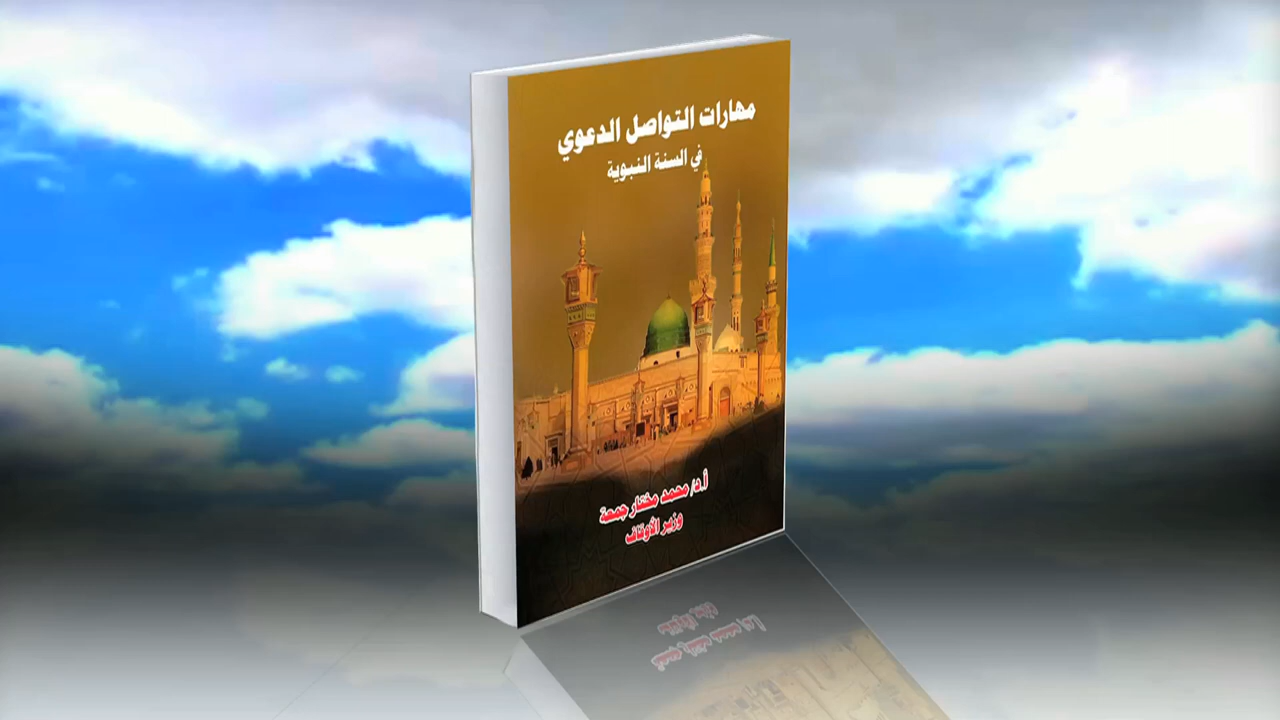 مهارات التواصل الدعوي
في السنة النبوية
أ.د/ محمد مختار جمعة
وزير الأوقاف